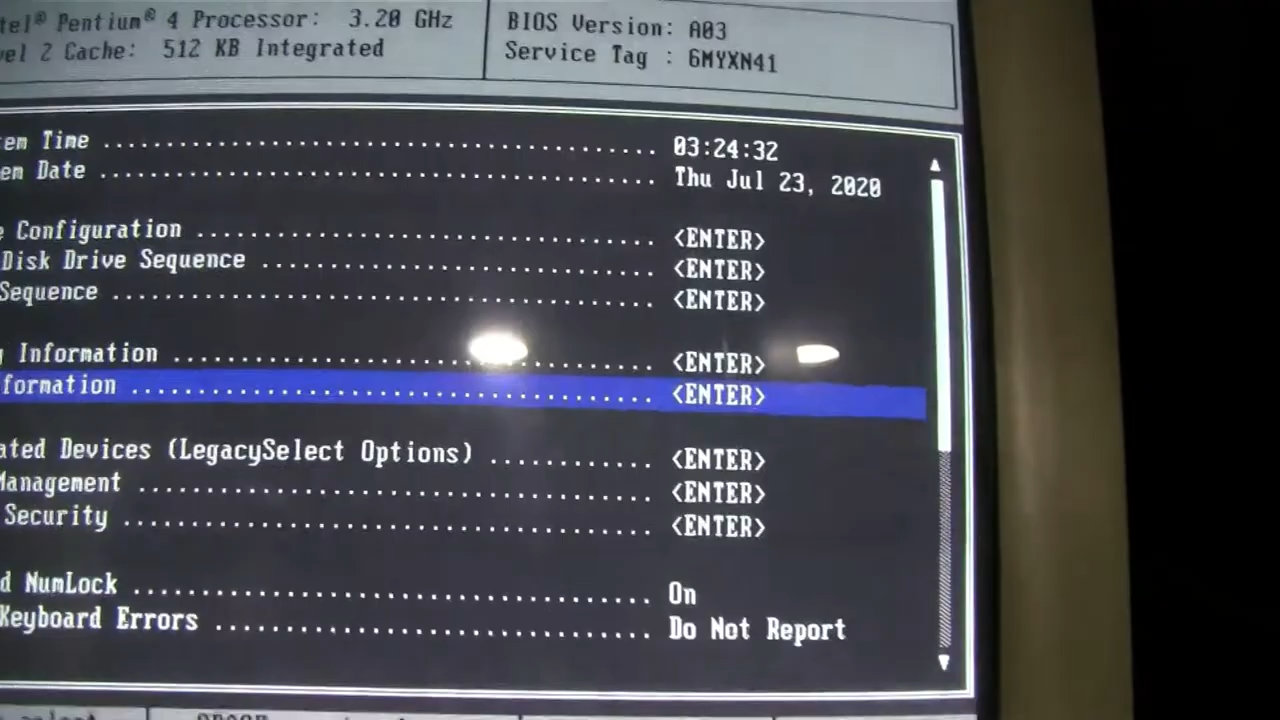 tel® Pentium® 4 Processor: 3.20 GHz
vel 2 Cache: 512 KB Integrated
BIOS Version: A03
Service Tag : 6MYXN41
em Time ........................................ 03:24:32
em Date ........................................ Thu Jul 23, 2020
e Configuration ................................. <ENTER>
Disk Drive Sequence ............................ <ENTER>
Sequence ....................................... <ENTER>
g Information ................................... <ENTER>
formation ...................................... <ENTER>
ated Devices (LegacySelect Options) ........... <ENTER>
Management ..................................... <ENTER>
Security ....................................... <ENTER>
d NumLock ...................................... On
Keyboard Errors ................................ Do Not Report